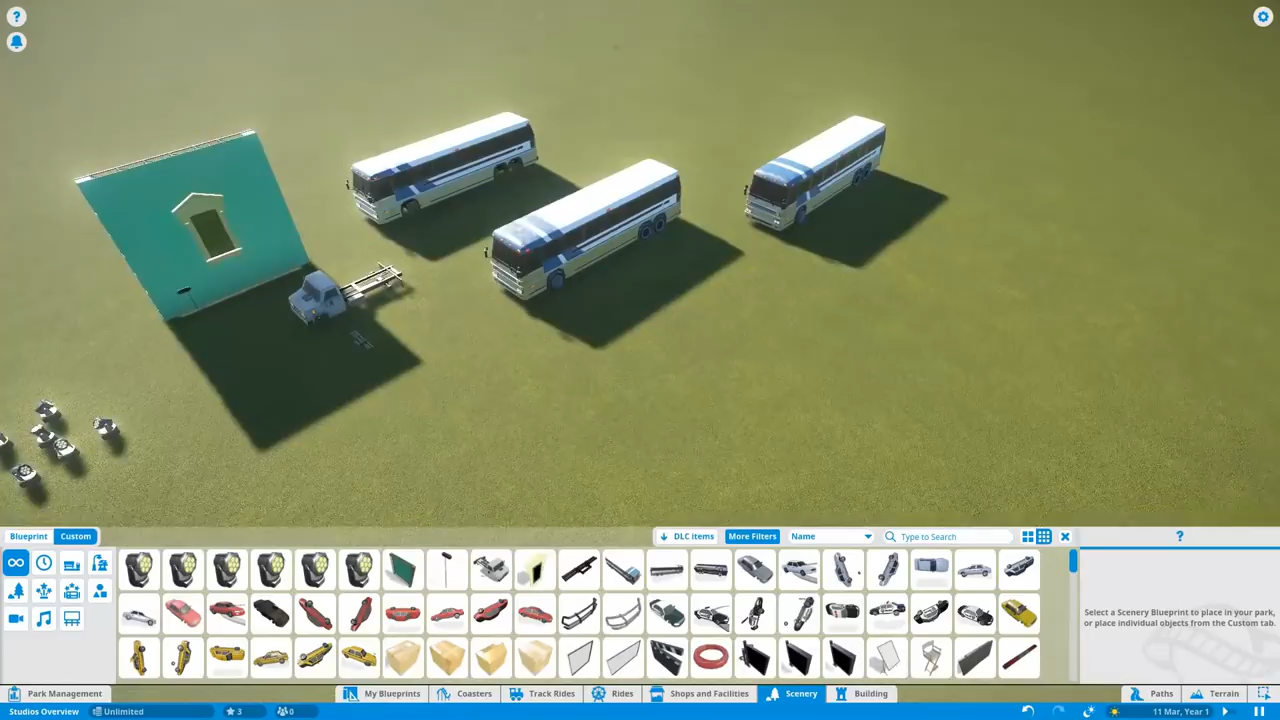 ?
Blueprint Custom
DLC items More Filters Name Type to Search
?
Select a Scenery Blueprint to place in your park,
or place individual objects from the Custom tab.
Park Management My Blueprints Coasters Track Rides Rides Shops and Facilities Scenery Building Paths Terrain
Studios Overview Unlimited 3 0 11 Mar, Year 1